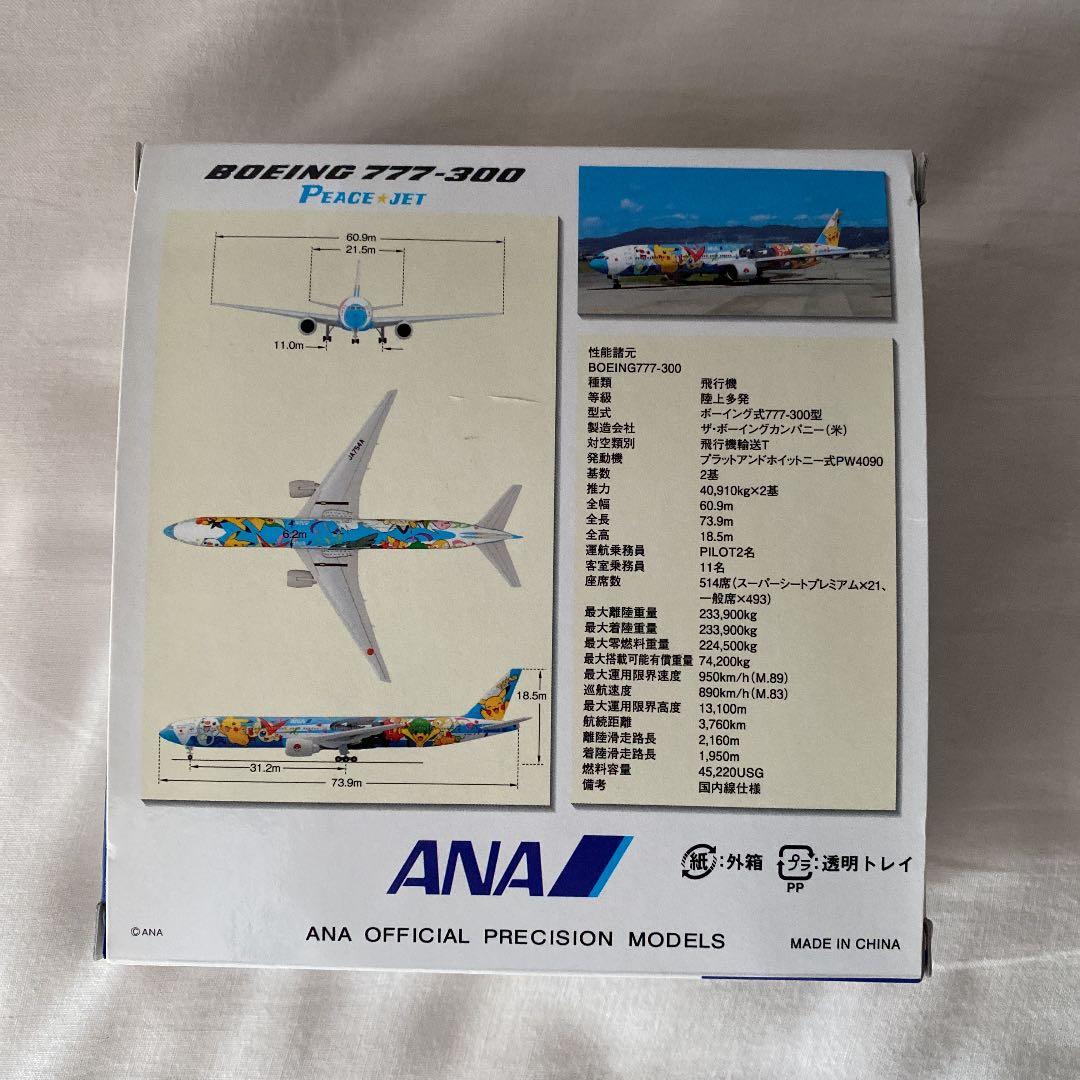 BOEING 777-300
PEACE★JET
60.9m
21.5m
11.0m
JA754A
6.2m
ANA
18.5m
31.2m
73.9m
性能諸元
BOEING777-300
種類 飛行機
等級 陸上多発
型式 ボーイング式777-300型
製造会社 ザ・ボーイングカンパニー(米)
対空類別 飛行機輸送T
発動機 プラットアンドホイットニー式PW4090
基数 2基
推力 40,910kg×2基
全幅 60.9m
全長 73.9m
全高 18.5m
運航乗務員 PILOT2名
客室乗務員 11名
座席数 514席(スーパーシートプレミアム×21、
一般席×493)
最大離陸重量 233,900kg
最大着陸重量 233,900kg
最大零燃料重量 224,500kg
最大搭載可能有償重量 74,200kg
最大運用限界速度 950km/h(M.89)
巡航速度 890km/h(M.83)
最大運用限界高度 13,100m
航続距離 3,760km
離陸滑走路長 2,160m
着陸滑走路長 1,950m
燃料容量 45,220USG
備考 国内線仕様
ANA
紙:外箱 プラ:透明トレイ
PP
©ANA
ANA OFFICIAL PRECISION MODELS
MADE IN CHINA